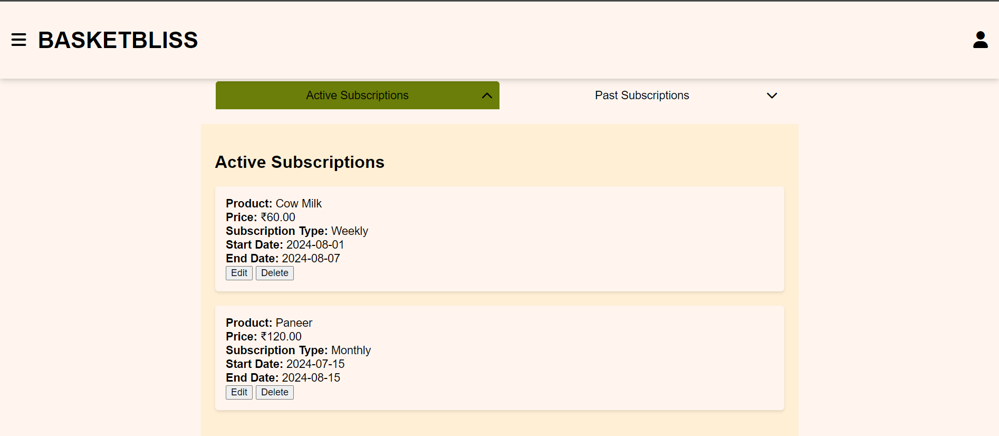 BASKETBLISS
Active Subscriptions
Past Subscriptions
Active Subscriptions
Product: Cow Milk
Price: ₹60.00
Subscription Type: Weekly
Start Date: 2024-08-01
End Date: 2024-08-07
Edit Delete
Product: Paneer
Price: ₹120.00
Subscription Type: Monthly
Start Date: 2024-07-15
End Date: 2024-08-15
Edit Delete